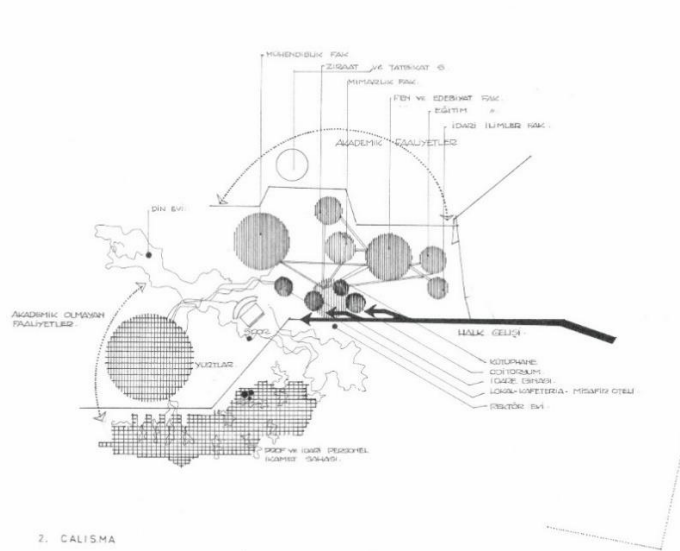 MÜHENDİSLİK FAK.
ZİRAAT VE TATBİKAT
MİMARLIK FAK.
FEN VE EDEBİYAT FAK.
EĞİTİM "
İDARİ İLİMLER FAK.
AKADEMİK FAALİYETLER
DİN EVİ
AKADEMİK OLMAYAN
FAALİYETLER
SPOR
YURTLAR
HALK GELİŞİ
KÜTÜPHANE
ODİTORYUM
İDARE BİNASI
LOKAL-KAFETERİA-MİSAFİR OTELİ
REKTÖR EVİ
PROF VE İDARİ PERSONEL
İKAMET SAHASI
2. CALISMA